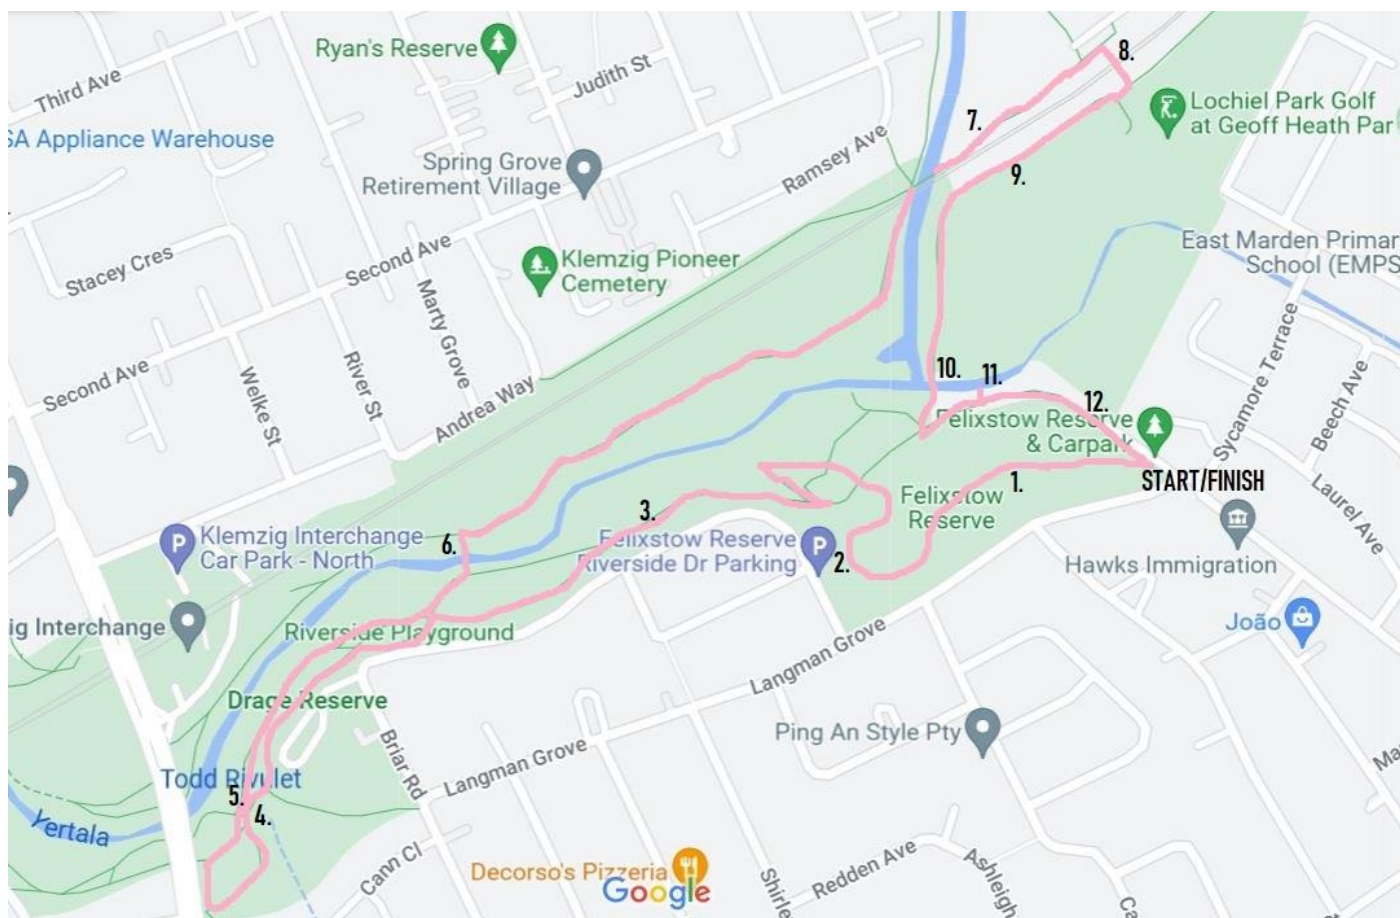 Ryan's Reserve
Judith St
8.
Third Ave
Lochiel Park Golf
at Geoff Heath Par
SA Appliance Warehouse
7.
Ramsey Ave
Spring Grove
Retirement Village
9.
Stacey Cres
Second Ave
Klemzig Pioneer
Cemetery
East Marden Primar
School (EMPS
Marty Grove
Sycamore Terrace
Second Ave
Welke St
River St
Andrea Way
10.
11.
12.
Beech Ave
Felixstow Reserve
& Carpark
START/FINISH
1.
Laurel Ave
Felixstow
Reserve
3.
Klemzig Interchange
Car Park - North
6.
Felixstow Reserve
Riverside Dr Parking
2.
Hawks Immigration
ig Interchange
Riverside Playground
João
Langman Grove
Drage Reserve
Briar Rd
Langman Grove
Ping An Style Pty
Todd Rivulet
5.
4.
Yertala
Cann Cl
Decorso's Pizzeria
Google
Redden Ave
Ashleigh
Shirle
Ca
Ma